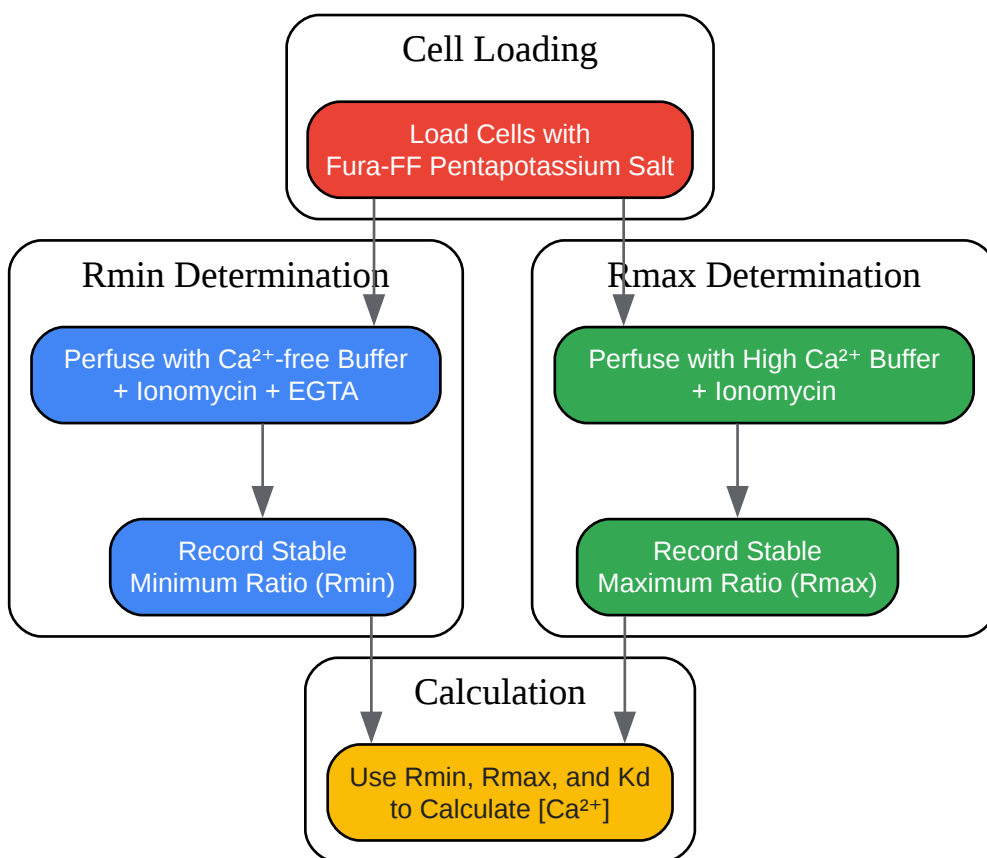 Cell Loading
Load Cells with
Fura-FF Pentapotassium Salt
Rmin Determination
Perfuse with Ca²⁺-free Buffer
+ Ionomycin + EGTA
Record Stable
Minimum Ratio (Rmin)
Rmax Determination
Perfuse with High Ca²⁺ Buffer
+ Ionomycin
Record Stable
Maximum Ratio (Rmax)
Calculation
Use Rmin, Rmax, and Kd
to Calculate [Ca²⁺]